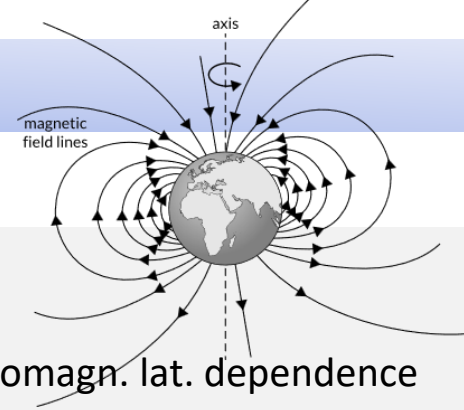 axis
magnetic
field lines
omagn. lat. dependence